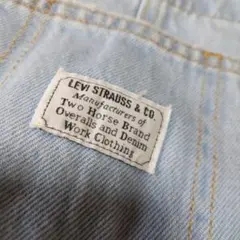 LEVI STRAUSS & CO.
Manufacturers of
Two Horse Brand
Overalls and Denim
Work Clothing